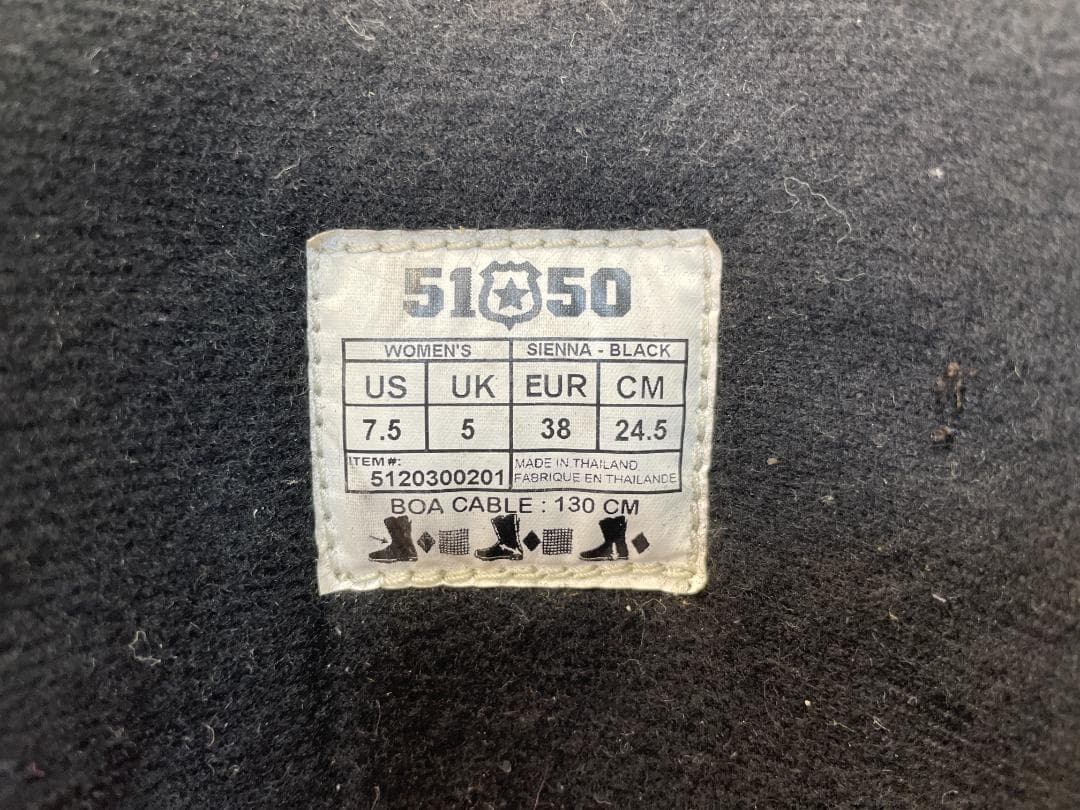 51 50
WOMEN'S SIENNA - BLACK
US UK EUR CM
7.5 5 38 24.5
ITEM#: MADE IN THAILAND
5120300201 FABRIQUE EN THAILANDE
BOA CABLE : 130 CM